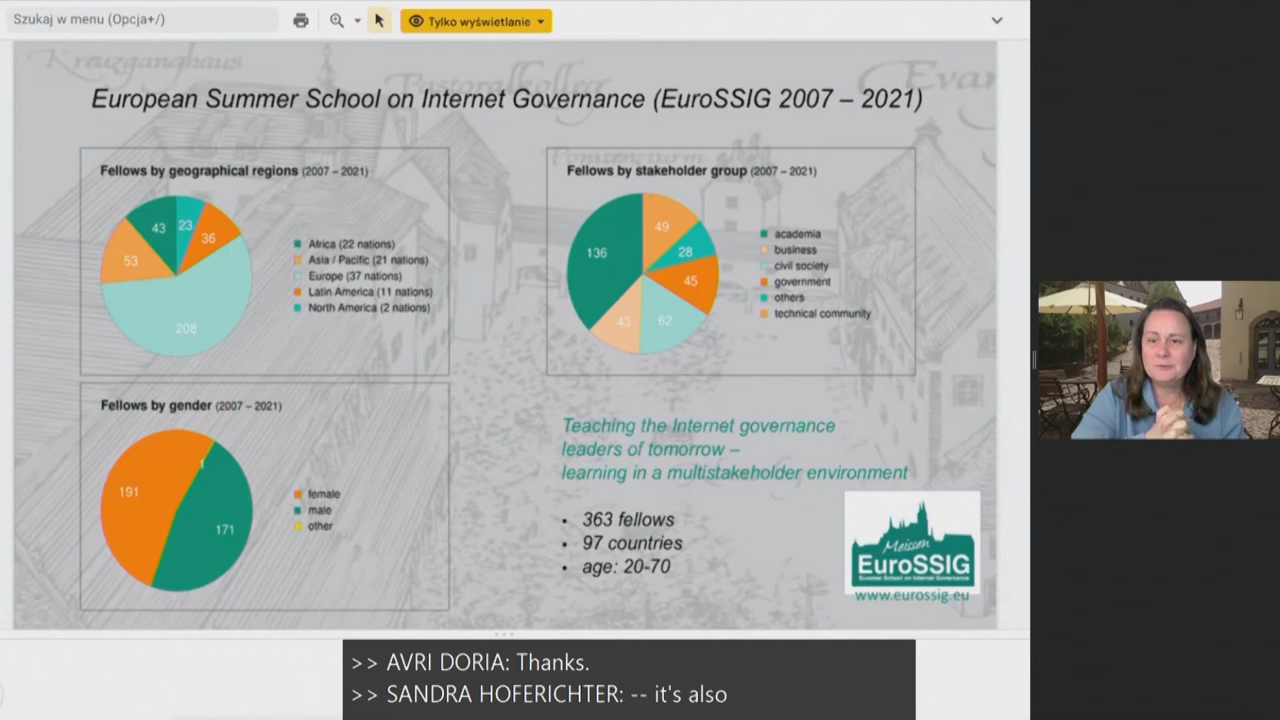 Szukaj w menu (Opcja+/)
Tylko wyświetlanie
Kreuzganghaus
Pastoralkolleg
Evan
European Summer School on Internet Governance (EuroSSIG 2007 – 2021)
Fellows by geographical regions (2007 – 2021)
43
23
36
53
208
Africa (22 nations)
Asia / Pacific (21 nations)
Europe (37 nations)
Latin America (11 nations)
North America (2 nations)
Fellows by stakeholder group (2007 – 2021)
136
49
28
45
43
62
academia
business
civil society
government
others
technical community
Fellows by gender (2007 – 2021)
1
191
171
female
male
other
Teaching the Internet governance
leaders of tomorrow –
learning in a multistakeholder environment
• 363 fellows
• 97 countries
• age: 20-70
Meissen
EuroSSIG
Summer School on Internet Governance
www.eurossig.eu
>> AVRI DORIA: Thanks.
>> SANDRA HOFERICHTER: -- it's also